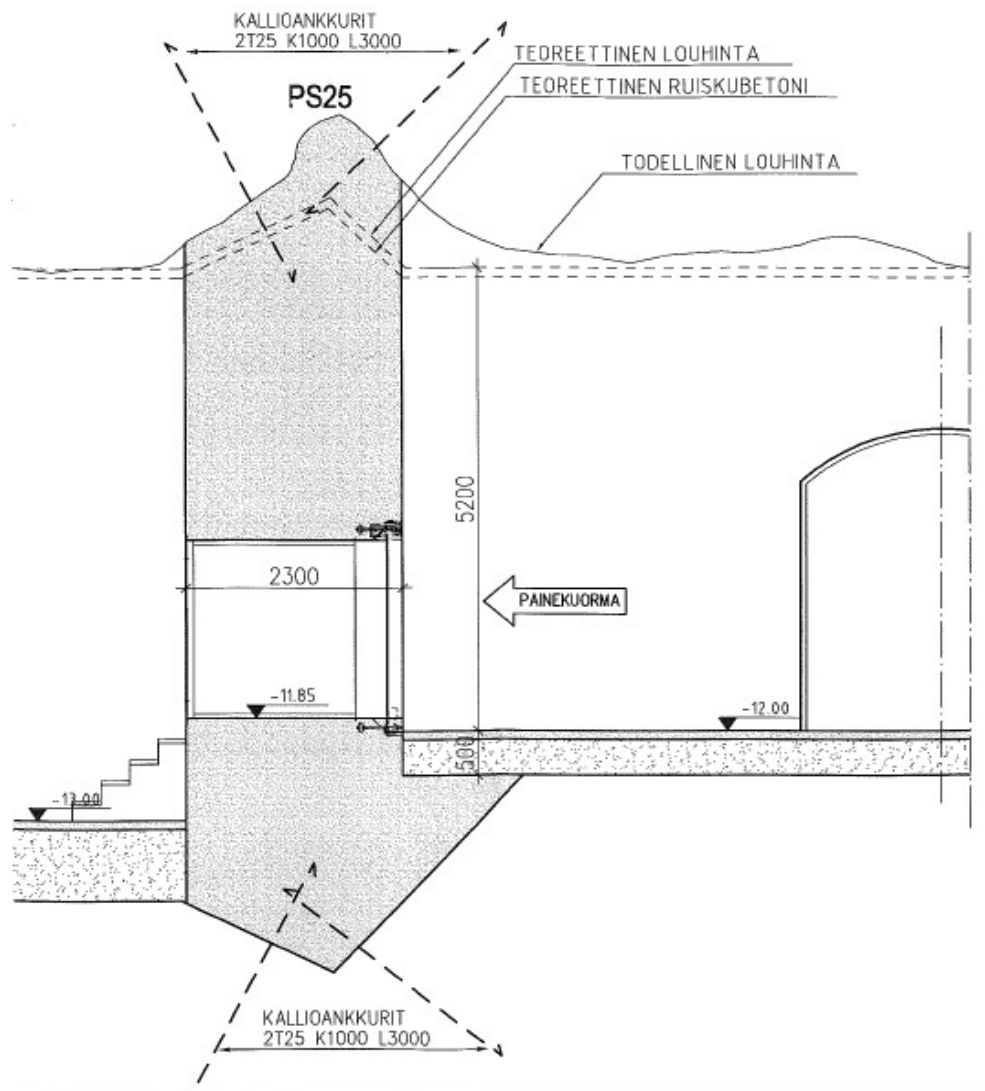 KALLIOANKKURIT
2T25 K1000 L3000
TEOREETTINEN LOUHINTA
TEOREETTINEN RUISKUBETONI
PS25
TODELLINEN LOUHINTA
5200
2300
PAINEKUORMA
-11.85
-12.00
500
-13.00
KALLIOANKKURIT
2T25 K1000 L3000